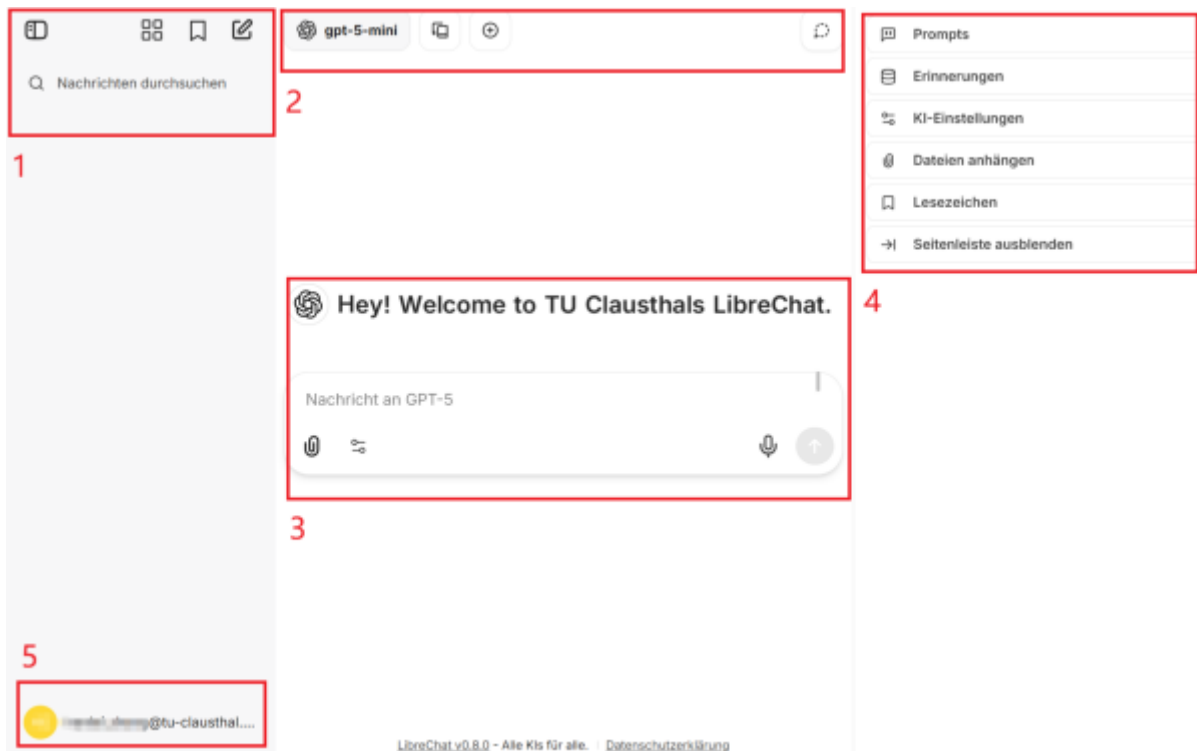 Nachrichten durchsuchen
1
gpt-5-mini
2
Hey! Welcome to TU Clausthals LibreChat.
Nachricht an GPT-5
3
Prompts
Erinnerungen
KI-Einstellungen
Dateien anhängen
Lesezeichen
Seitenleiste ausblenden
4
5
@tu-clausthal....
LibreChat v0.8.0 - Alle KIs für alle. | Datenschutzerklärung